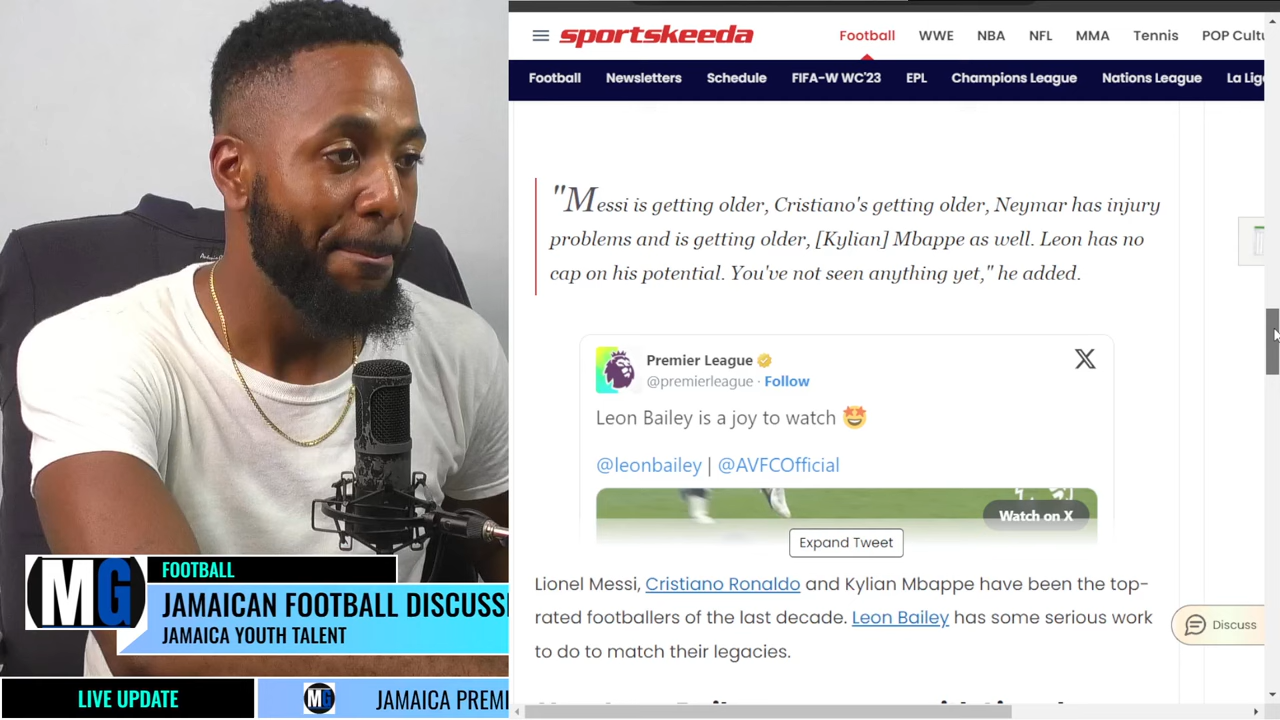 sportskeeda
Football WWE NBA NFL MMA Tennis POP Cultu
Football Newsletters Schedule FIFA-W WC'23 EPL Champions League Nations League La Lig
"Messi is getting older, Cristiano's getting older, Neymar has injury
problems and is getting older, [Kylian] Mbappe as well. Leon has no
cap on his potential. You've not seen anything yet," he added.
Premier League
@premierleague · Follow
X
Leon Bailey is a joy to watch 🤩
@leonbailey | @AVFCOfficial
Watch on X
Expand Tweet
Lionel Messi, Cristiano Ronaldo and Kylian Mbappe have been the top-
rated footballers of the last decade. Leon Bailey has some serious work
to do to match their legacies.
Discuss
MG
FOOTBALL
JAMAICAN FOOTBALL DISCUSS
JAMAICA YOUTH TALENT
LIVE UPDATE
MG
JAMAICA PREMI